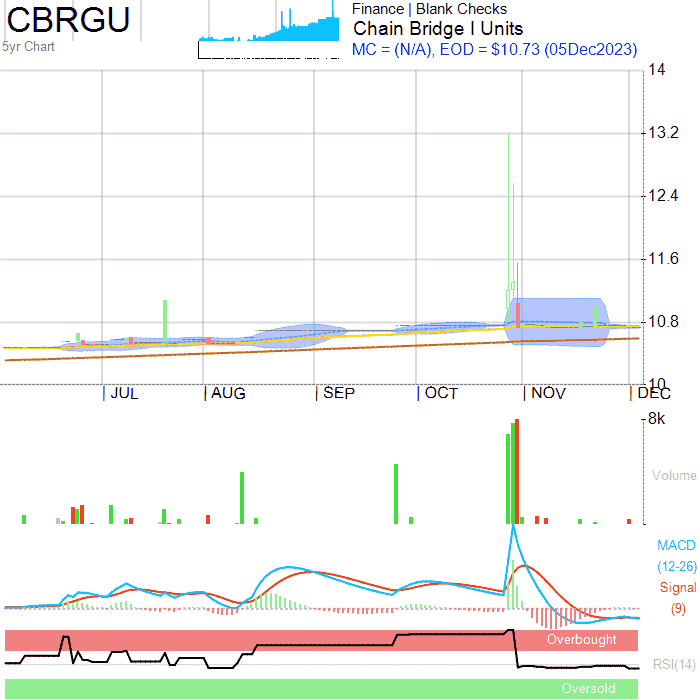 CBRGU
5yr Chart
Finance | Blank Checks
Chain Bridge I Units
MC = (N/A), EOD = $10.73 (05Dec2023)
14
13.2
12.4
11.6
10.8
10
JUL AUG SEP OCT NOV DEC
8k
Volume
MACD
(12-26)
Signal
(9)
Overbought
RSI(14)
Oversold